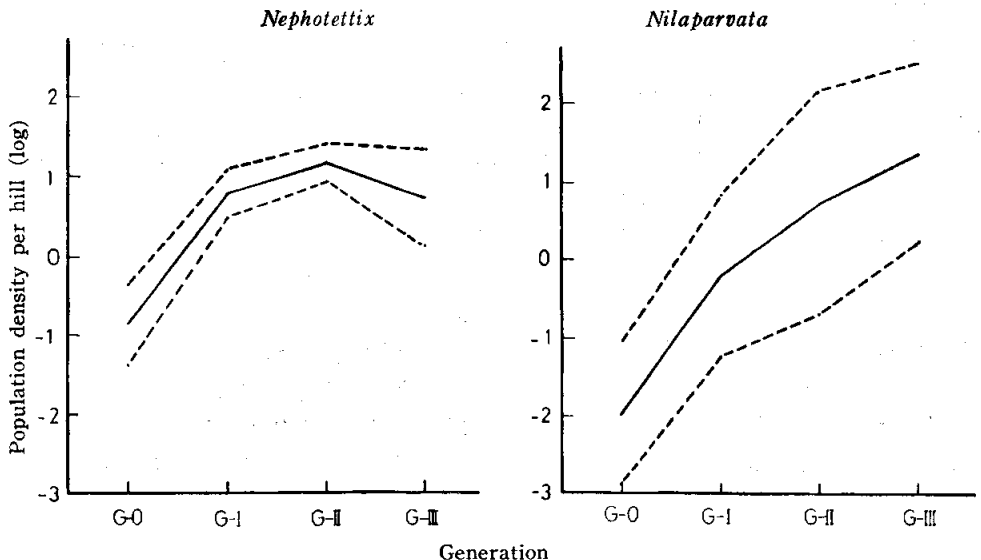 Nephotettix
Nilaparvata
Population density per hill (log)
2
1
0
-1
-2
-3
G-0 G-I G-II G-III
2
1
0
-1
-2
-3
G-0 G-I G-II G-III
Generation